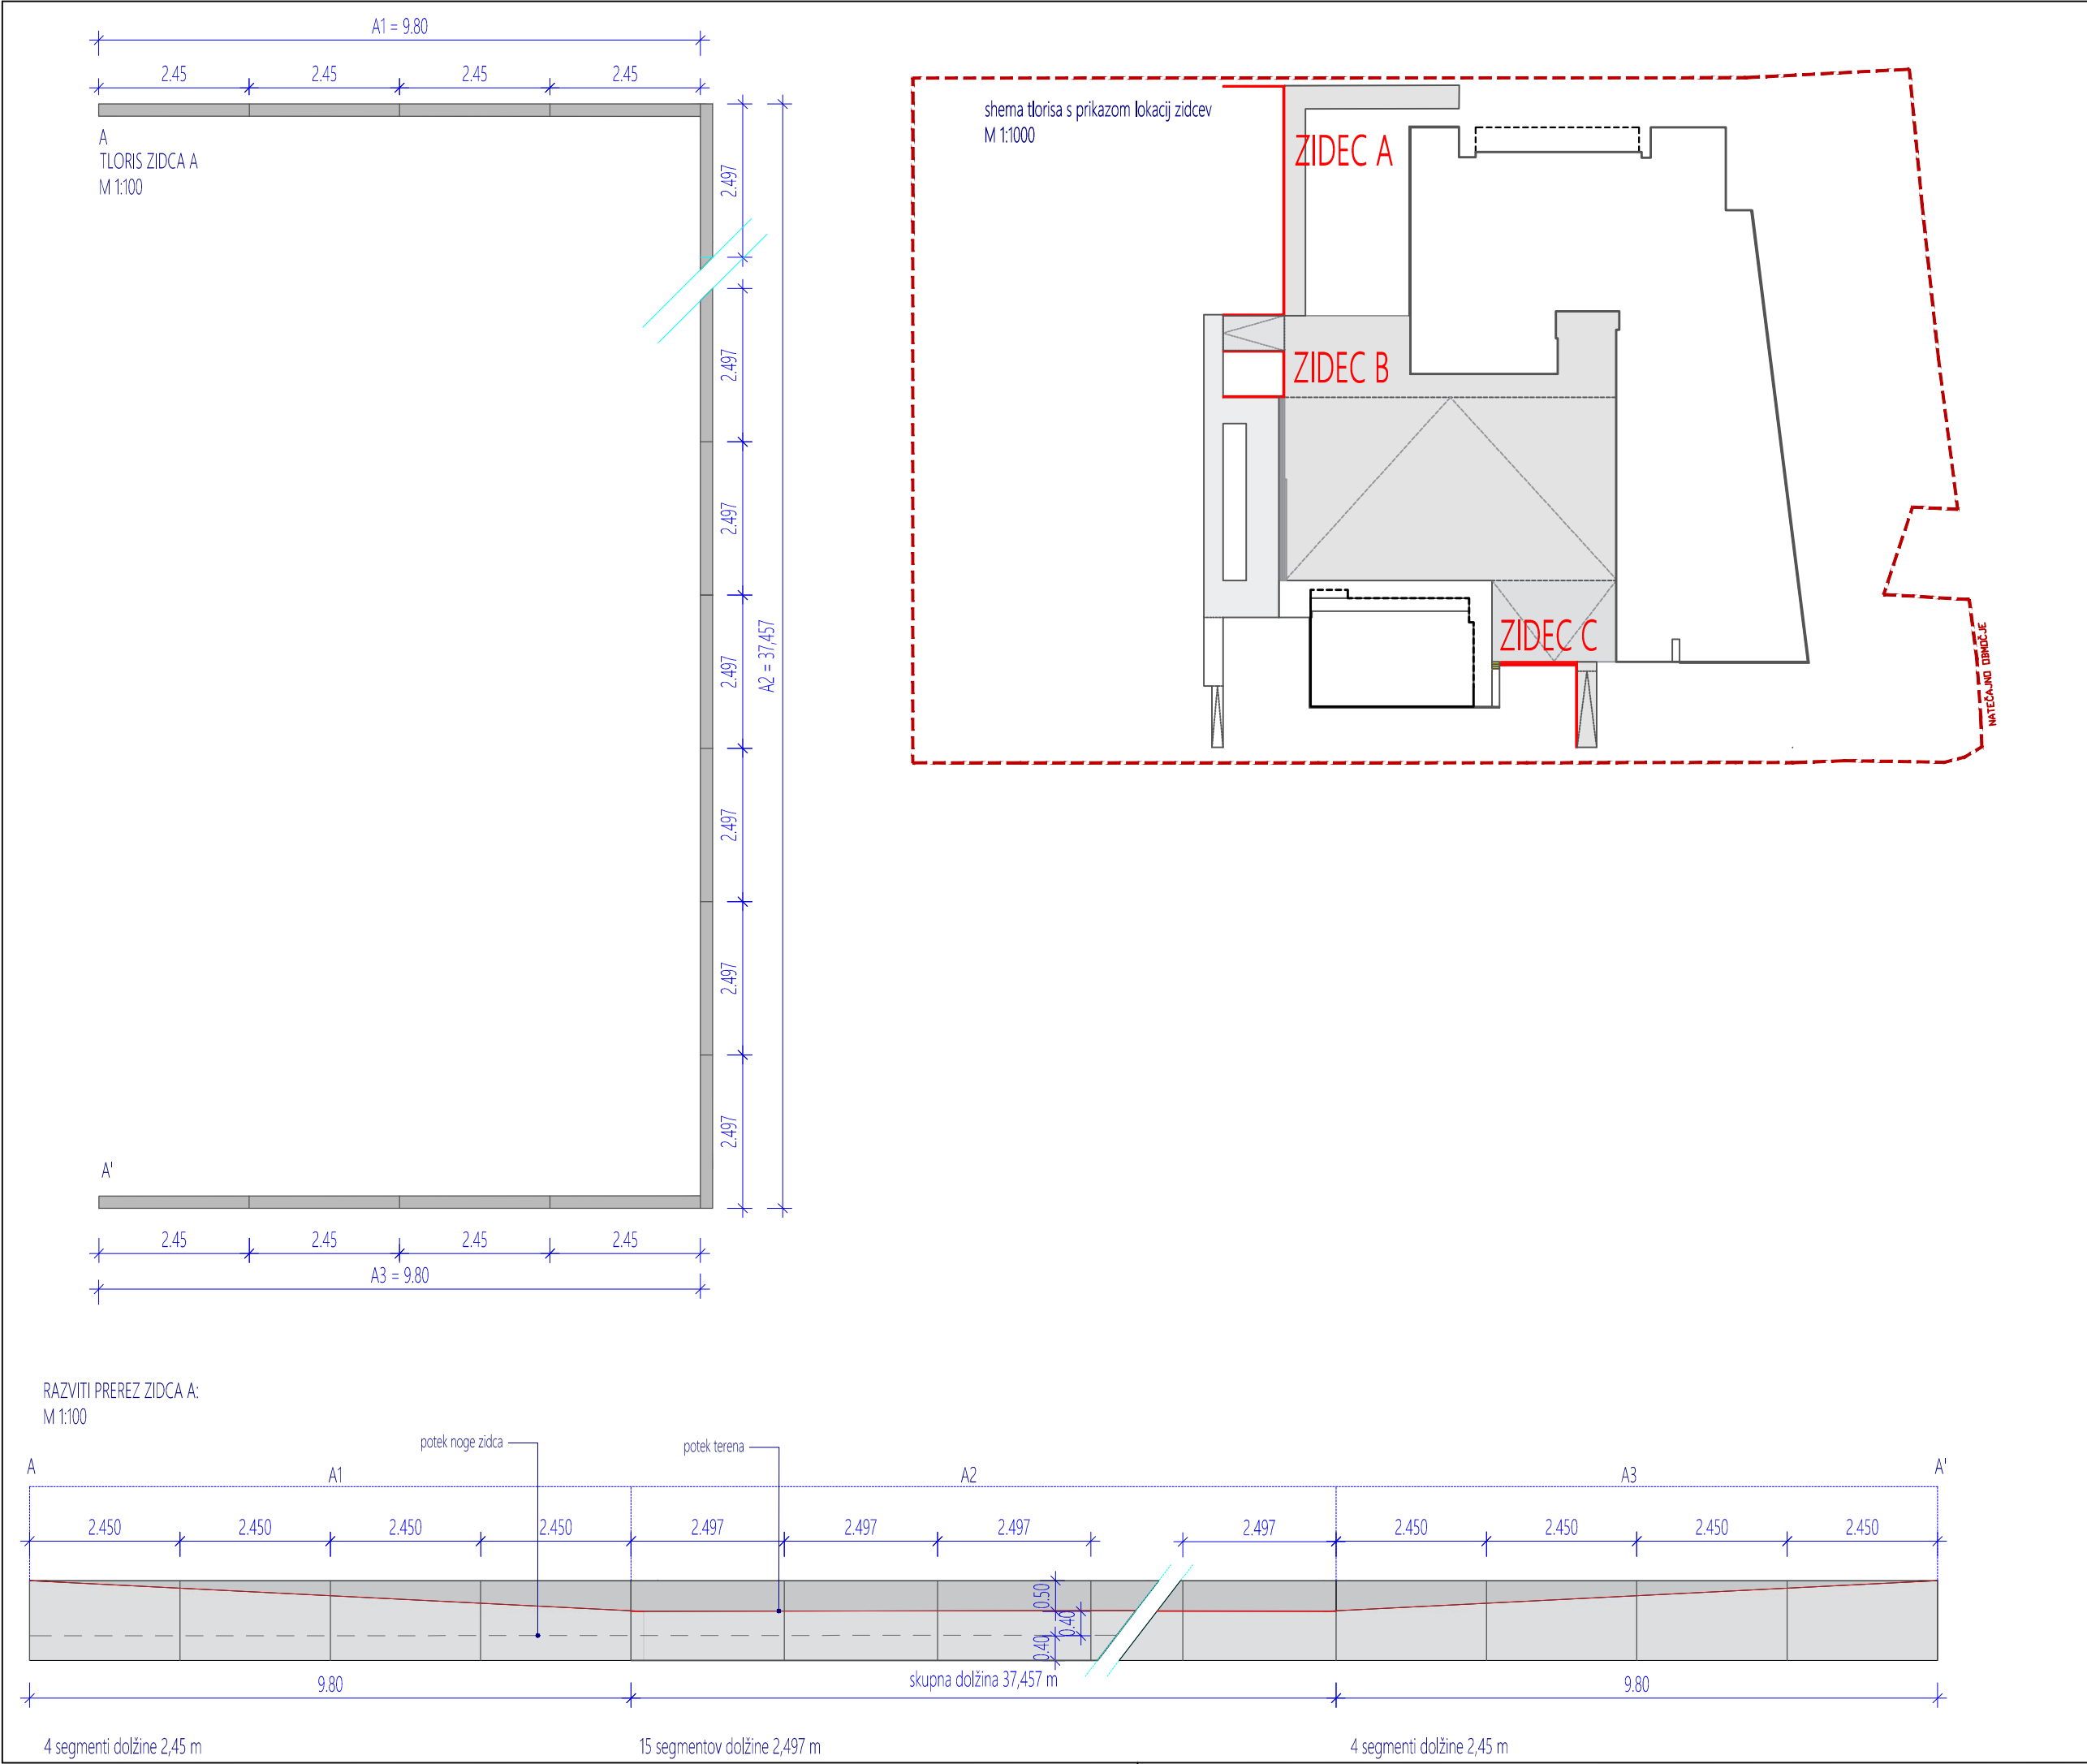 A1 = 9.80
2.45 2.45 2.45 2.45
A
TLORIS ZIDCA A
M 1:100
2.497
2.497
2.497
2.497
2.497
2.497
2.497
A2 = 37,457
A'
2.45 2.45 2.45 2.45
A3 = 9.80
shema tlorisa s prikazom lokacij zidcev
M 1:1000
ZIDEC A
ZIDEC B
ZIDEC C
NATEČAJNO OBMOČJE
RAZVITI PREREZ ZIDCA A:
M 1:100
potek noge zidca
potek terena
A A1 A2 A3 A'
2.450 2.450 2.450 2.450 2.497 2.497 2.497 2.497 2.450 2.450 2.450 2.450
0.50
0.40
0.40
9.80
skupna dolžina 37,457 m
9.80
4 segmenti dolžine 2,45 m
15 segmentov dolžine 2,497 m
4 segmenti dolžine 2,45 m